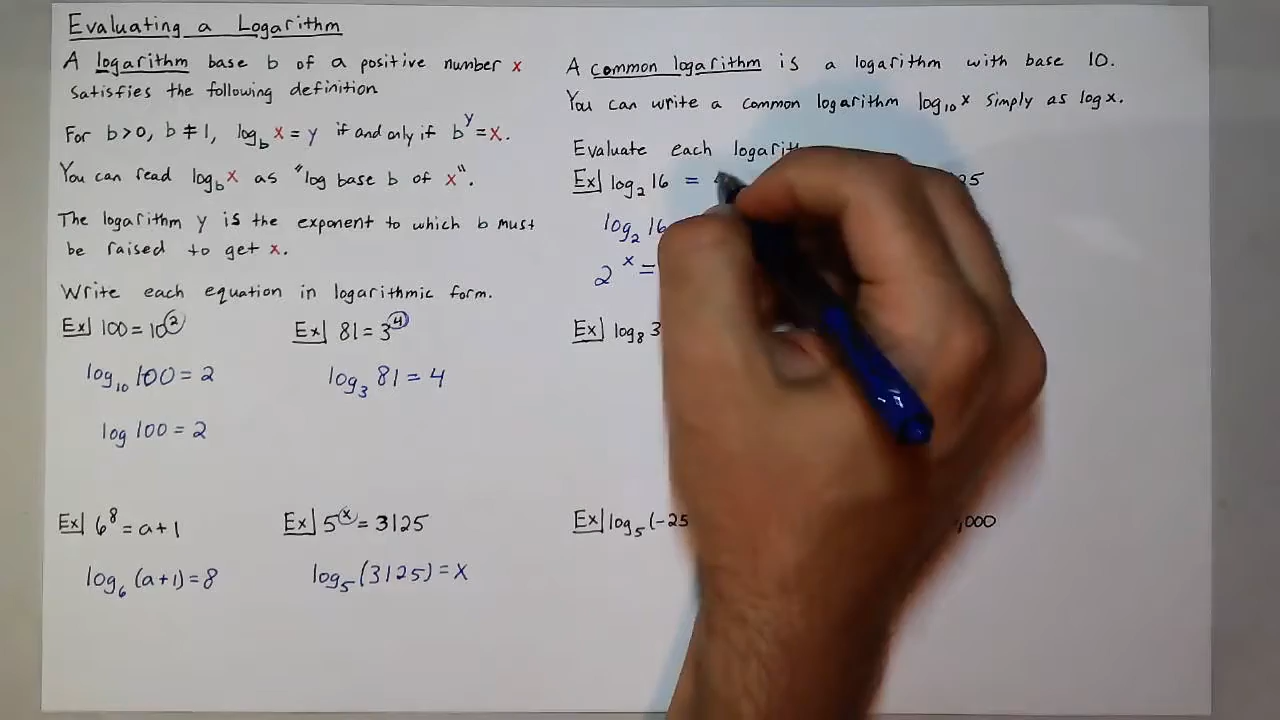 Evaluating a Logarithm
A logarithm base b of a positive number x
satisfies the following definition
For b>0, b≠1, log_b x = y if and only if b^y = x.
You can read log_b x as "log base b of x".
The logarithm y is the exponent to which b must
be raised to get x.
Write each equation in logarithmic form.
Ex] 100 = 10^2
Ex] 81 = 3^4
log_10 100 = 2
log_3 81 = 4
log 100 = 2
Ex] 6^8 = a+1
Ex] 5^x = 3125
log_6 (a+1) = 8
log_5 (3125) = x
A common logarithm is a logarithm with base 10.
You can write a common logarithm log_10 x simply as log x.
Evaluate each
Ex] log_2 16 =
log_2 16
2^x =
Ex] log_8 3
Ex] log_5 (-25
,000